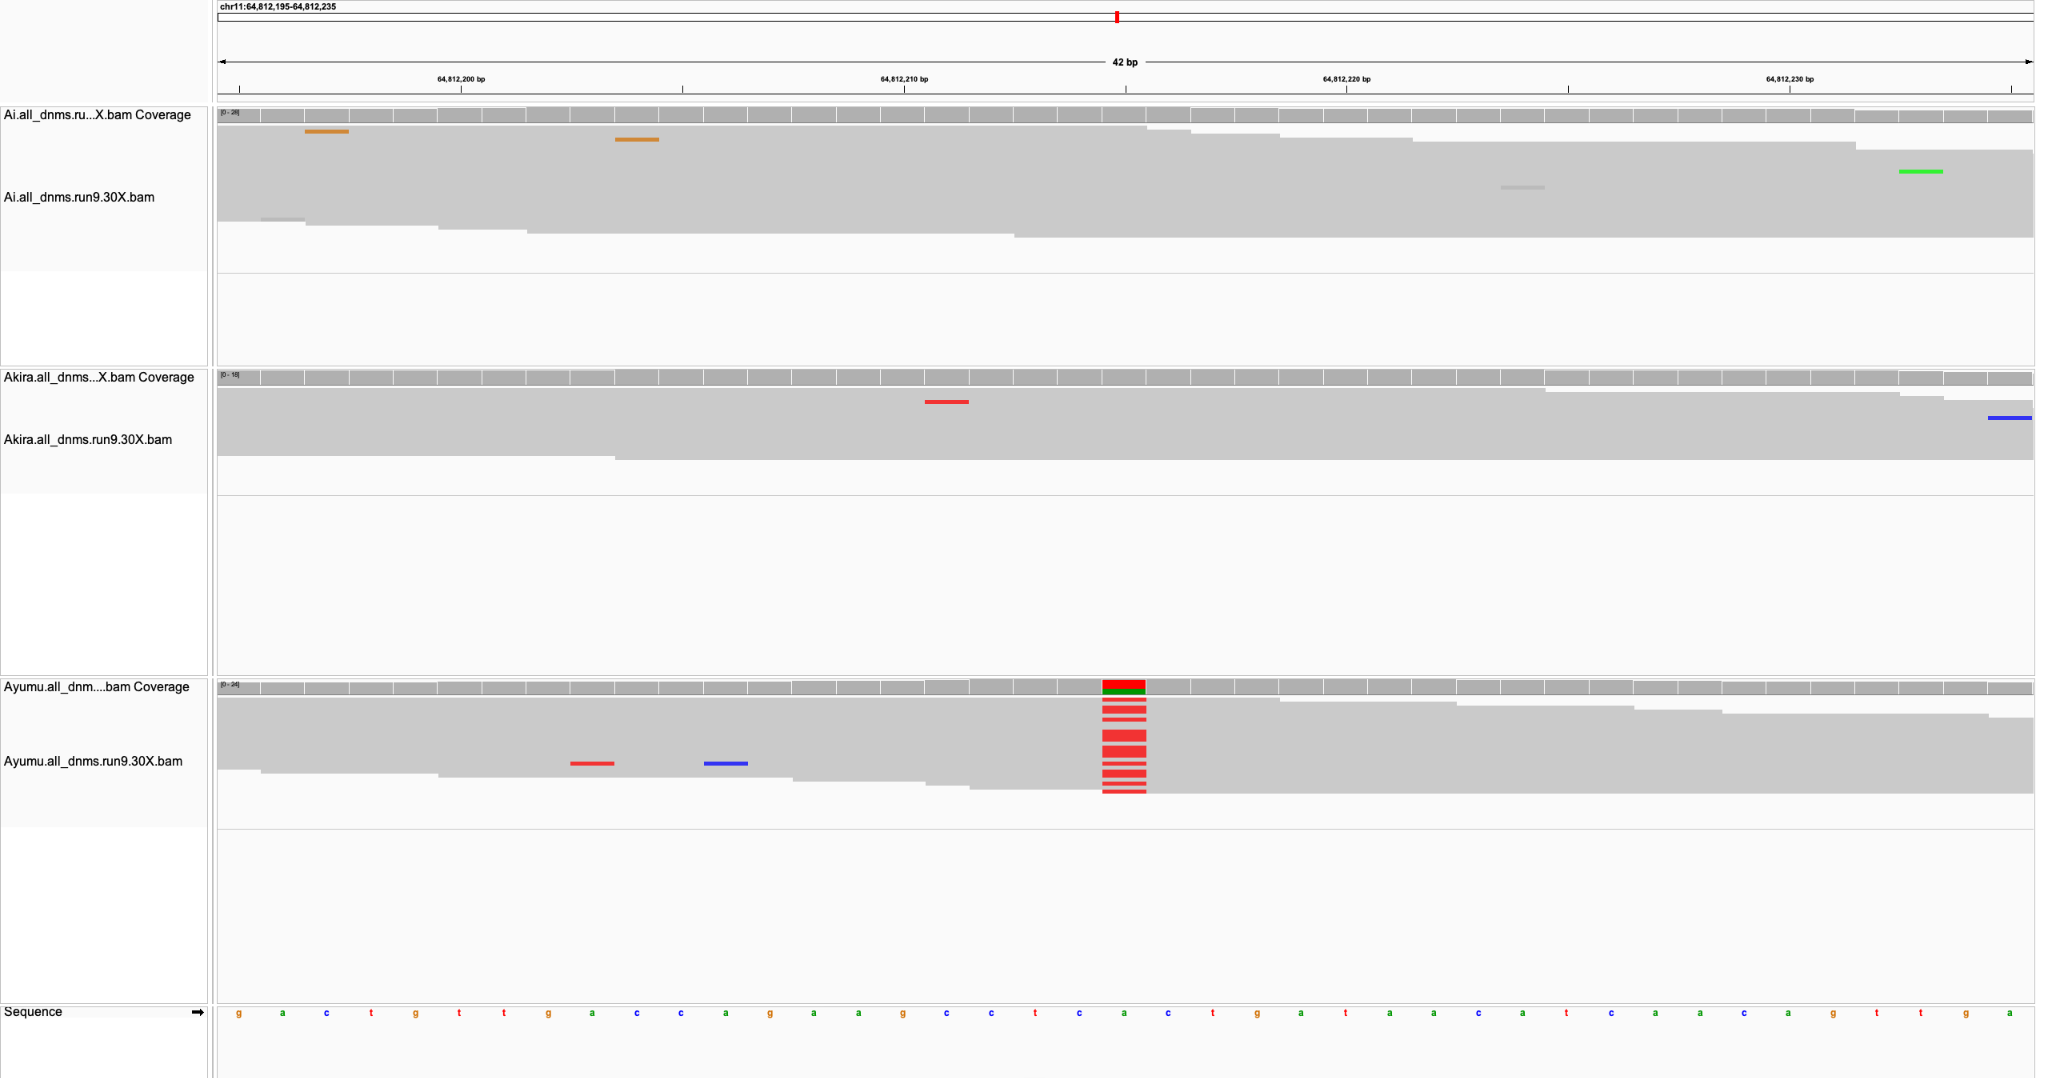 chr11:64,812,195-64,812,235
42 bp
64,812,200 bp 64,812,210 bp 64,812,220 bp 64,812,230 bp
Ai.all_dnms.ru...X.bam Coverage
[0 - 28]
Ai.all_dnms.run9.30X.bam
Akira.all_dnms...X.bam Coverage
[0 - 18]
Akira.all_dnms.run9.30X.bam
Ayumu.all_dnm....bam Coverage
[0 - 24]
Ayumu.all_dnms.run9.30X.bam
Sequence g a c t g t t g a c c a g a a g c c t c a c t g a t a a c a t c a a c a g t t g a